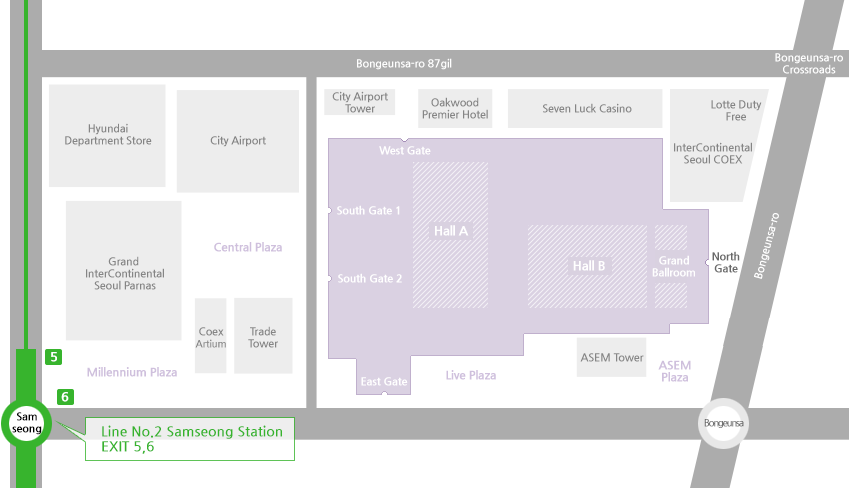 Bongeunsa-ro 87gil
Bongeunsa-ro
Crossroads
Hyundai
Department Store
City Airport
City Airport
Tower
Oakwood
Premier Hotel
Seven Luck Casino
Lotte Duty
Free
InterContinental
Seoul COEX
West Gate
South Gate 1
Hall A
Central Plaza
Bongeunsa-ro
Grand
InterContinental
Seoul Parnas
South Gate 2
Hall B
Grand
Ballroom
North
Gate
Coex
Artium
Trade
Tower
5
Millennium Plaza
East Gate
Live Plaza
ASEM Tower
ASEM
Plaza
6
Sam
seong
Line No.2 Samseong Station
EXIT 5,6
Bongeunsa